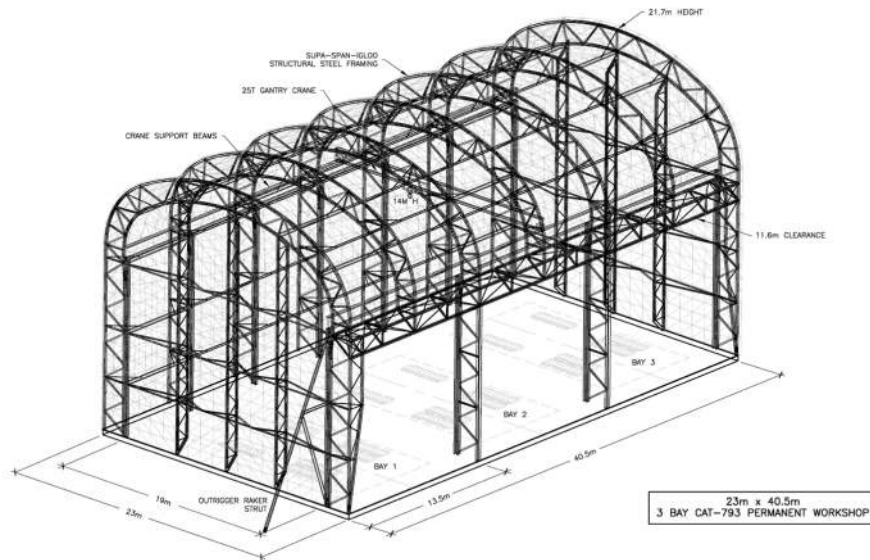 21.7m HEIGHT
SUPA-SPAN-IGLOO
STRUCTURAL STEEL FRAMING
25T GANTRY CRANE
CRANE SUPPORT BEAMS
14M H
11.6m CLEARANCE
BAY 3
BAY 2
BAY 1
40.5m
13.5m
19m
23m
OUTRIGGER RAKER
STRUT
23m x 40.5m
3 BAY CAT-793 PERMANENT WORKSHOP